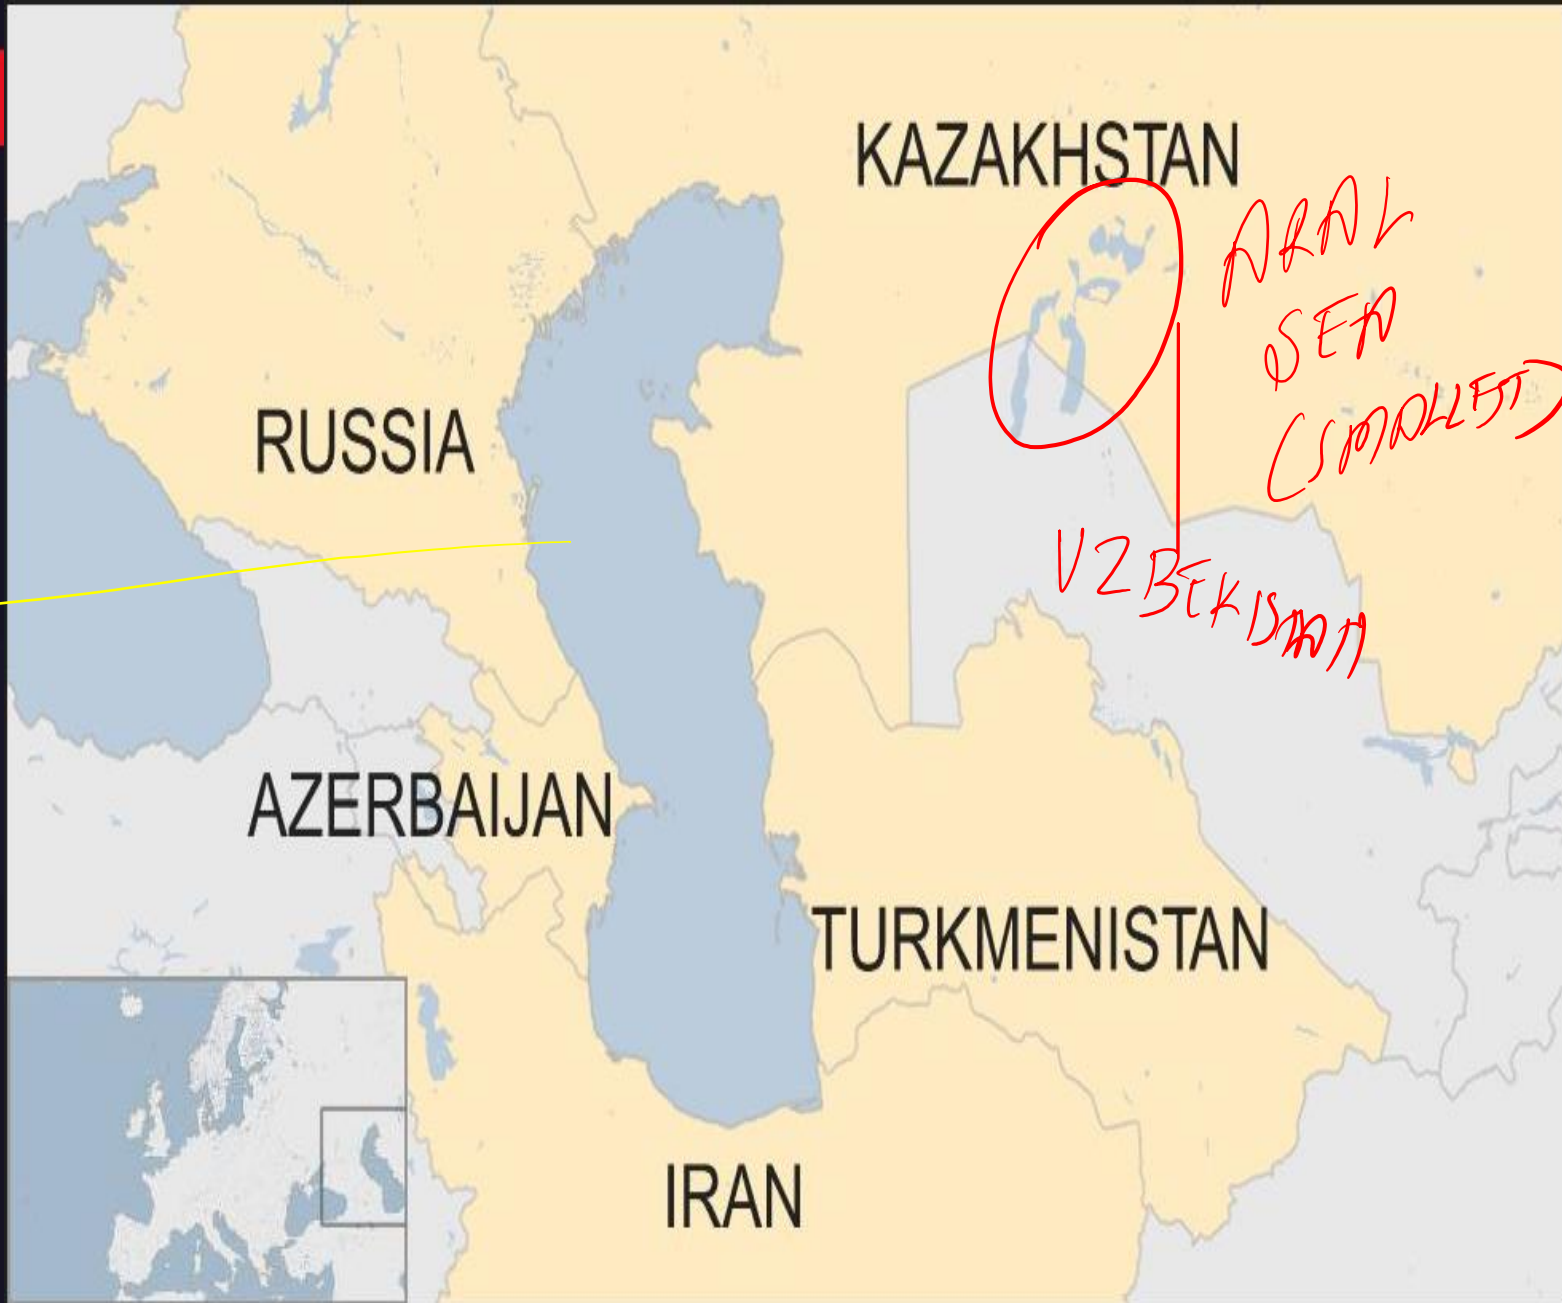 KAZAKHSTAN
ARAL
SEA
(SMALLEST)
RUSSIA
UZBEKISTAN
AZERBAIJAN
TURKMENISTAN
IRAN